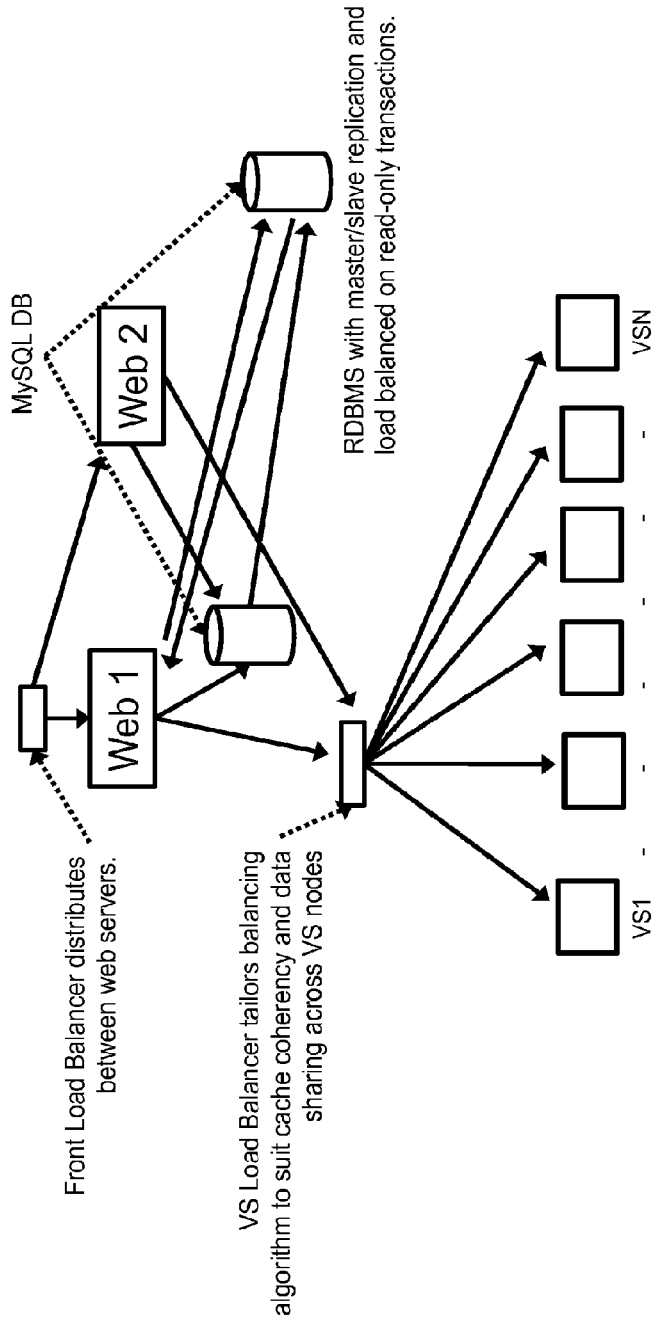 Front Load Balancer distributes
between web servers.
MySQL DB
Web 1
Web 2
VS Load Balancer tailors balancing
algorithm to suit cache coherency and data
sharing across VS nodes
RDBMS with master/slave replication and
load balanced on read-only transactions.
VS1 - - - - - VSN